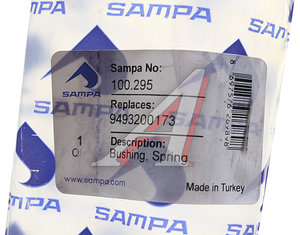 SAMPA
SAMPA
Sampa No:
100.295
Replaces:
9493200173
1
Description:
Bushing, Spring
www.sampa.com
Made in Turkey
SAMPA
SAMPA